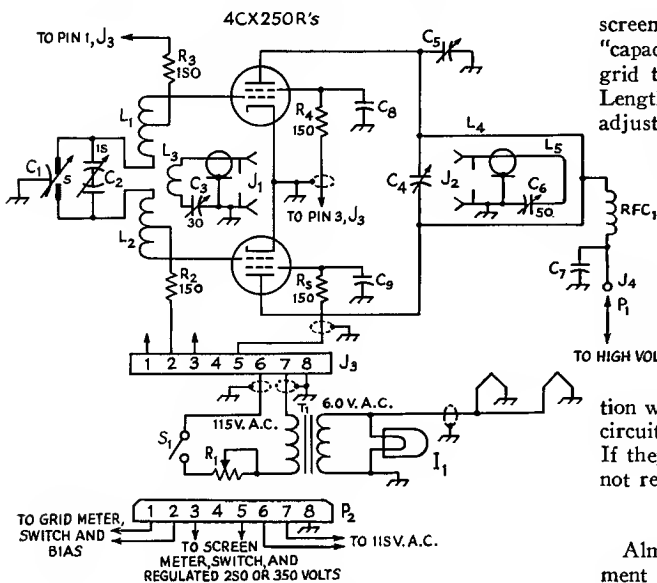 4CX250R's
TO PIN 1, J3
R3
150
C5
L1
C8
R4
150
L4
L3
L5
C1
S
15
C2
C3
30
J1
C4
J2
C6
50
RFC1
TO PIN 3, J3
L2
C7
J4
P1
R2
150
R5
150
C9
TO HIGH VOL
1 2 3 4 5 6 7 8
J3
115 V. A.C.
T1
6.0 V. A.C.
S1
R1
I1
1 2 3 4 5 6 7 8
P2
TO GRID METER,
SWITCH AND
BIAS
TO SCREEN
METER, SWITCH, AND
REGULATED 250 OR 350 VOLTS
TO 115 V. A.C.
screen
"capac
grid t
Length
adjust
tion w
circuit
If the
not re
Aln
ment